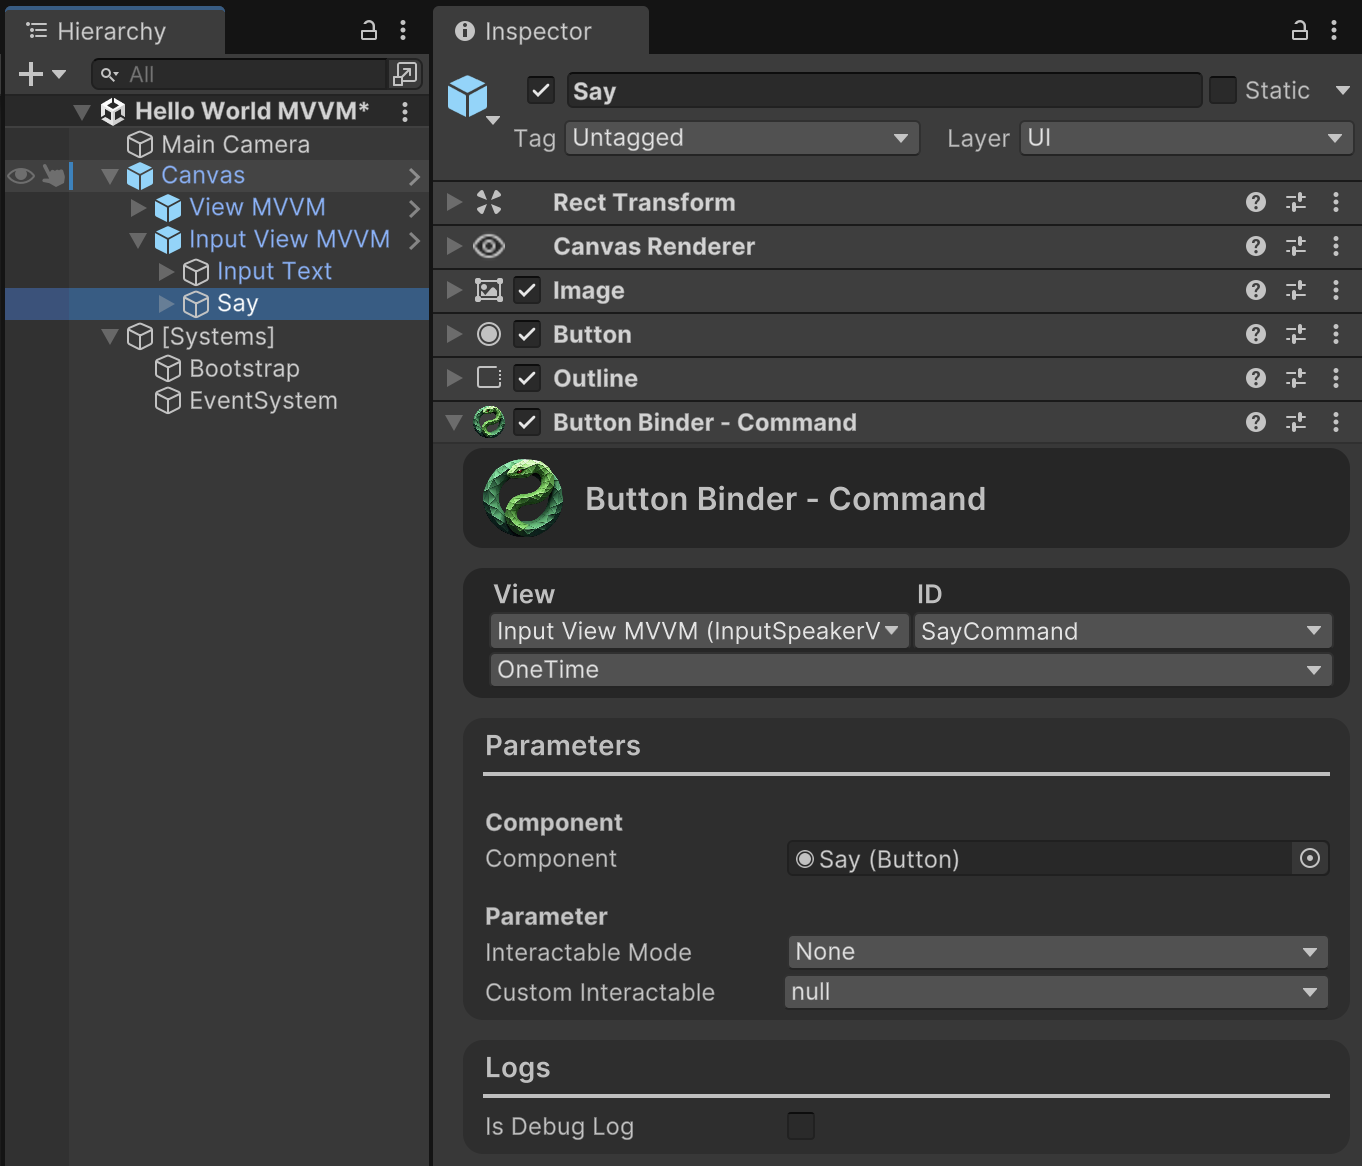 Hierarchy
All
Hello World MVVM*
Main Camera
Canvas
View MVVM
Input View MVVM
Input Text
Say
[Systems]
Bootstrap
EventSystem
Inspector
Say
Static
Tag
Untagged
Layer
UI
Rect Transform
Canvas Renderer
Image
Button
Outline
Button Binder - Command
Button Binder - Command
View
ID
Input View MVVM (InputSpeakerV
SayCommand
OneTime
Parameters
Component
Component
Say (Button)
Parameter
Interactable Mode
None
Custom Interactable
null
Logs
Is Debug Log